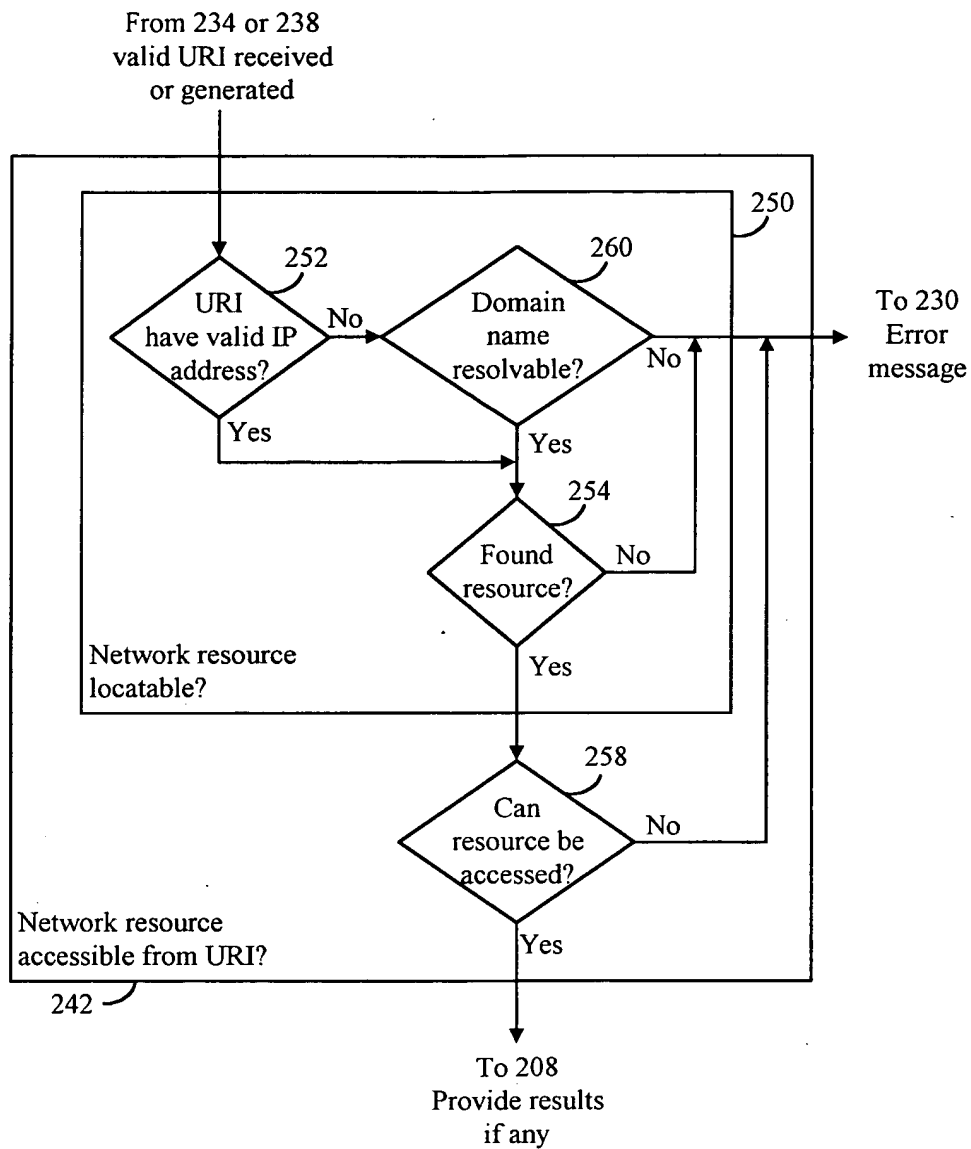 From 234 or 238
valid URI received
or generated
250
252
260
URI
have valid IP
address?
No
Domain
name
resolvable?
No
To 230
Error
message
Yes
Yes
254
Found
resource?
No
Network resource
locatable?
Yes
258
Can
resource be
accessed?
No
Network resource
accessible from URI?
Yes
242
To 208
Provide results
if any